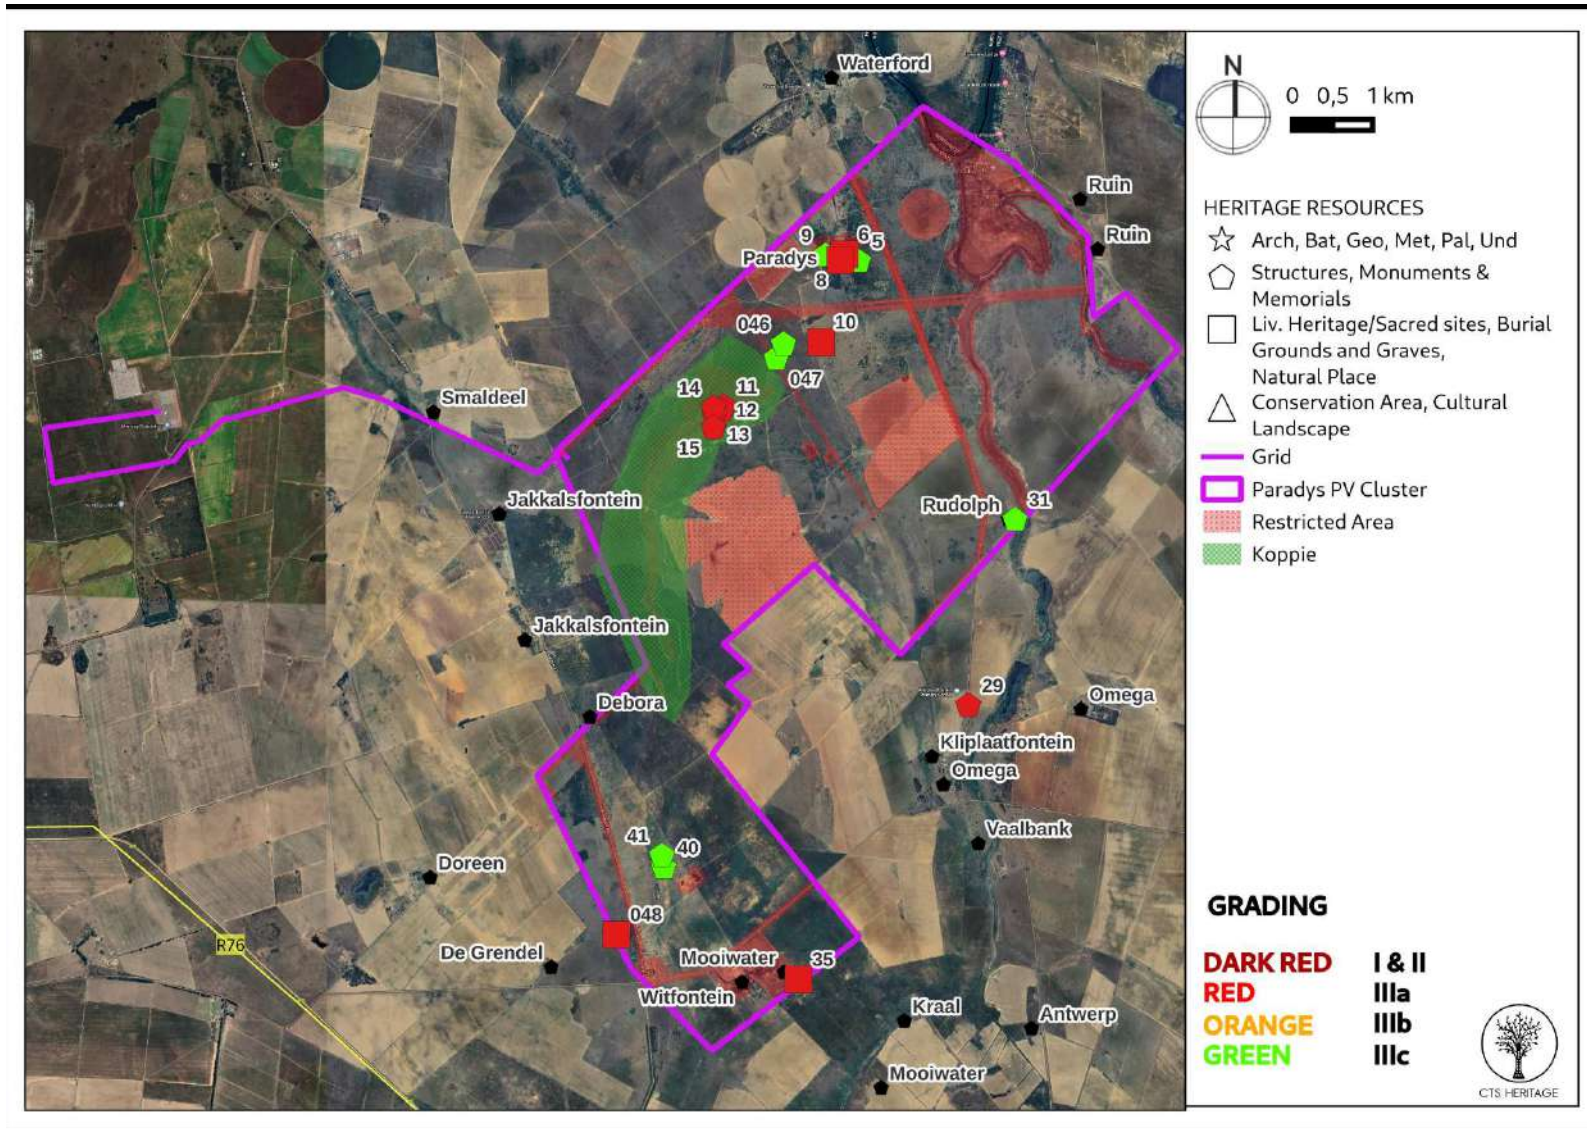 Waterford
Ruin
Ruin
9
6
5
Paradys
8
046
10
047
14
11
12
13
15
Smaldeel
Jakkalsfontein
Rudolph
31
Jakkalsfontein
Debora
29
Omega
Kliplaatfontein
Omega
Vaalbank
41
40
Doreen
048
R76
De Grendel
Mooiwater
35
Witfontein
Kraal
Antwerp
Mooiwater
N
0 0,5 1 km
HERITAGE RESOURCES
Arch, Bat, Geo, Met, Pal, Und
Structures, Monuments &
Memorials
Liv. Heritage/Sacred sites, Burial
Grounds and Graves,
Natural Place
Conservation Area, Cultural
Landscape
Grid
Paradys PV Cluster
Restricted Area
Koppie
GRADING
DARK RED I & II
RED IIIa
ORANGE IIIb
GREEN IIIc
CTS HERITAGE